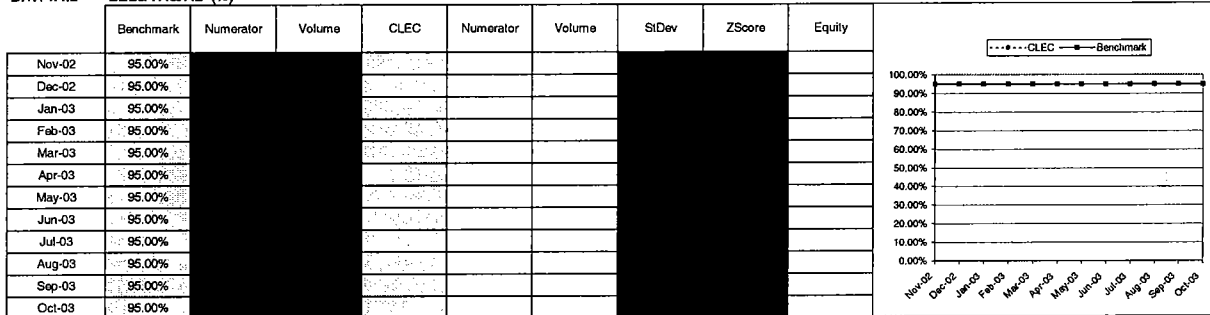 Benchmark Numerator Volume CLEC Numerator Volume StDev ZScore Equity
Nov-02 95.00%
Dec-02 95.00%
Jan-03 95.00%
Feb-03 95.00%
Mar-03 95.00%
Apr-03 95.00%
May-03 95.00%
Jun-03 95.00%
Jul-03 95.00%
Aug-03 95.00%
Sep-03 95.00%
Oct-03 95.00%
CLEC Benchmark
100.00%
90.00%
80.00%
70.00%
60.00%
50.00%
40.00%
30.00%
20.00%
10.00%
0.00%
Nov-02 Dec-02 Jan-03 Feb-03 Mar-03 Apr-03 May-03 Jun-03 Jul-03 Aug-03 Sep-03 Oct-03